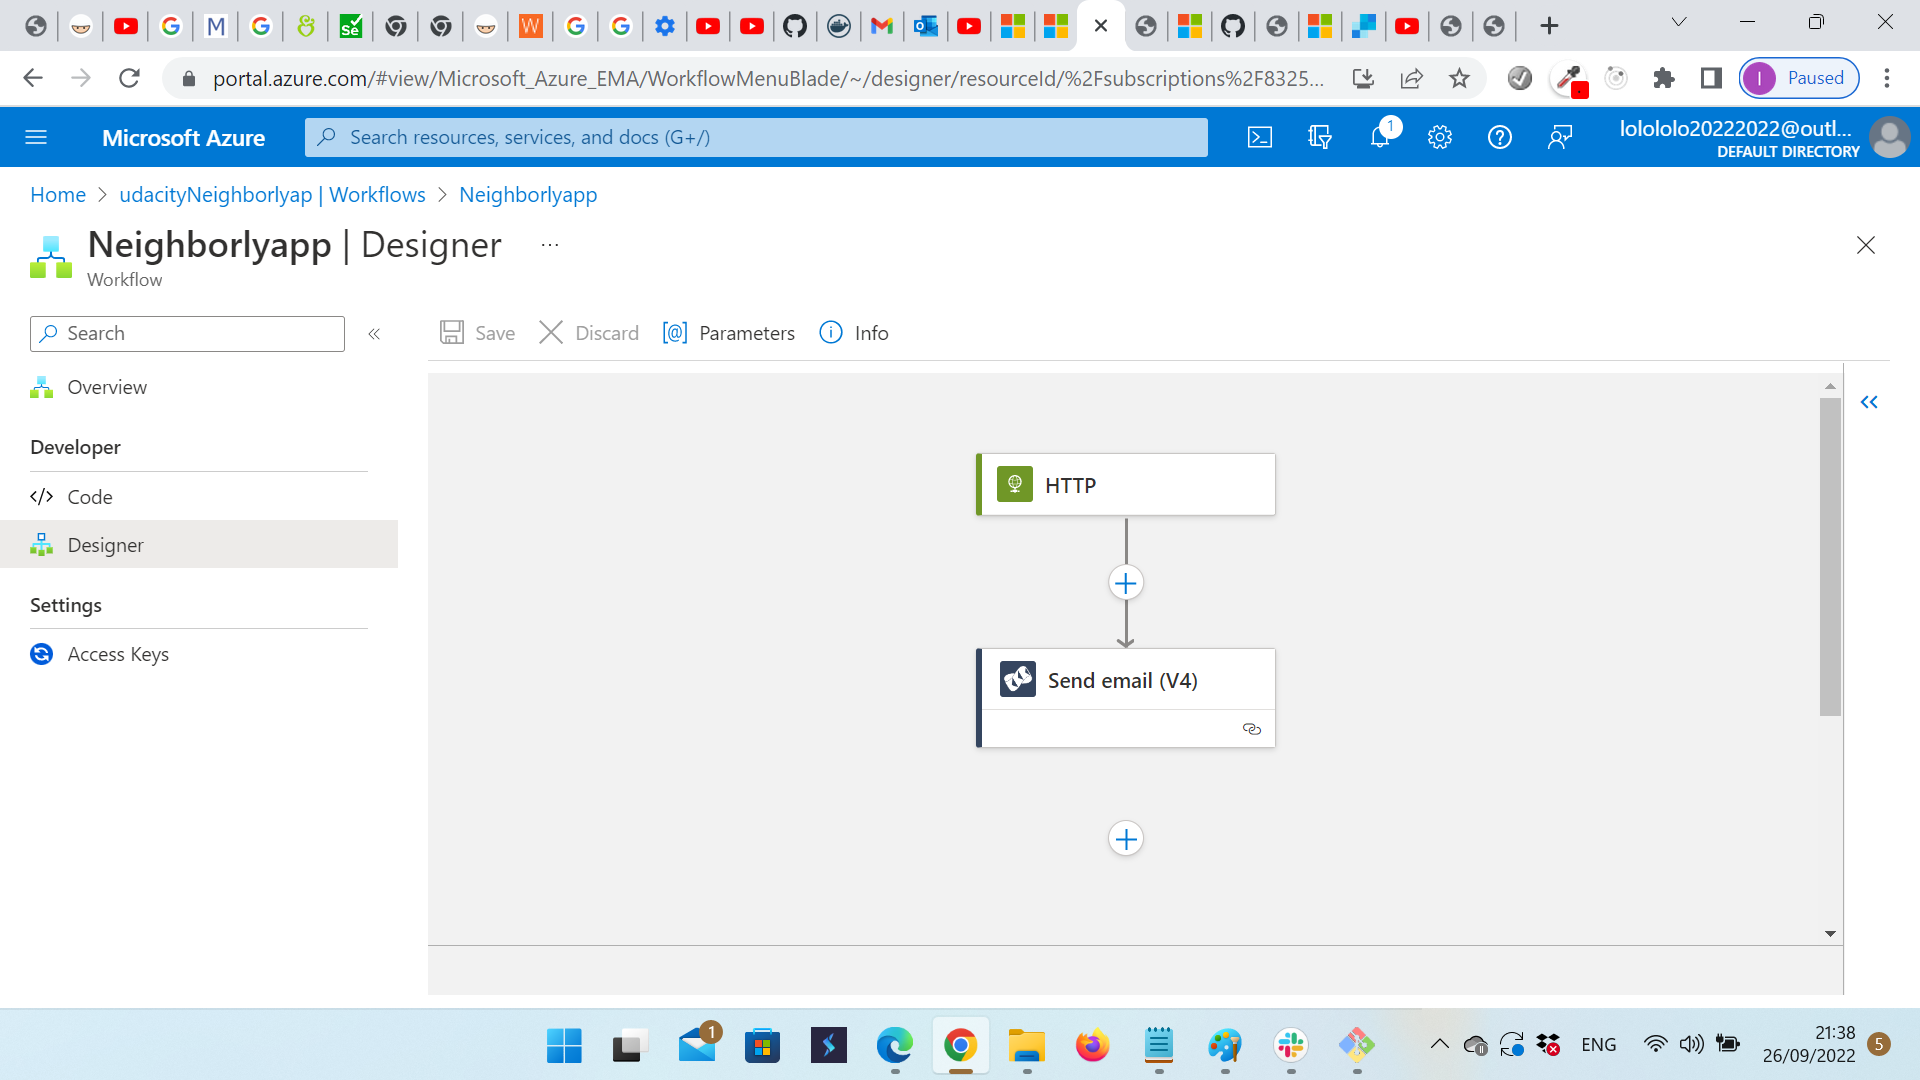 portal.azure.com/#view/Microsoft_Azure_EMA/WorkflowMenuBlade/~/designer/resourceId/%2Fsubscriptions%2F8325...
Paused
Microsoft Azure
Search resources, services, and docs (G+/)
1
lolololo20222022@outl...
DEFAULT DIRECTORY
Home > udacityNeighborlyap | Workflows > Neighborlyapp
Neighborlyapp | Designer
...
Workflow
Search
«
Save
Discard
Parameters
Info
Overview
Developer
Code
Designer
Settings
Access Keys
HTTP
Send email (V4)
1
ENG
21:38
26/09/2022
5